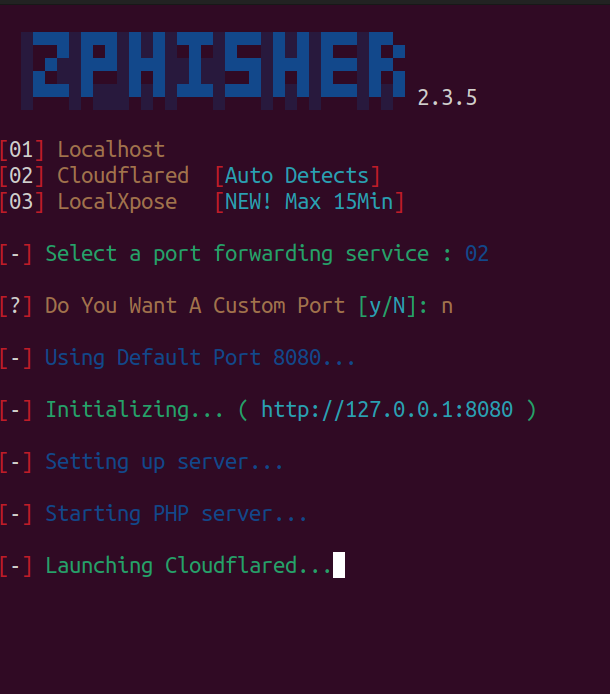 ZPHISHER 2.3.5
[01] Localhost
[02] Cloudflared [Auto Detects]
[03] LocalXpose [NEW! Max 15Min]
[-] Select a port forwarding service : 02
[?] Do You Want A Custom Port [y/N]: n
[-] Using Default Port 8080...
[-] Initializing... ( http://127.0.0.1:8080 )
[-] Setting up server...
[-] Starting PHP server...
[-] Launching Cloudflared...